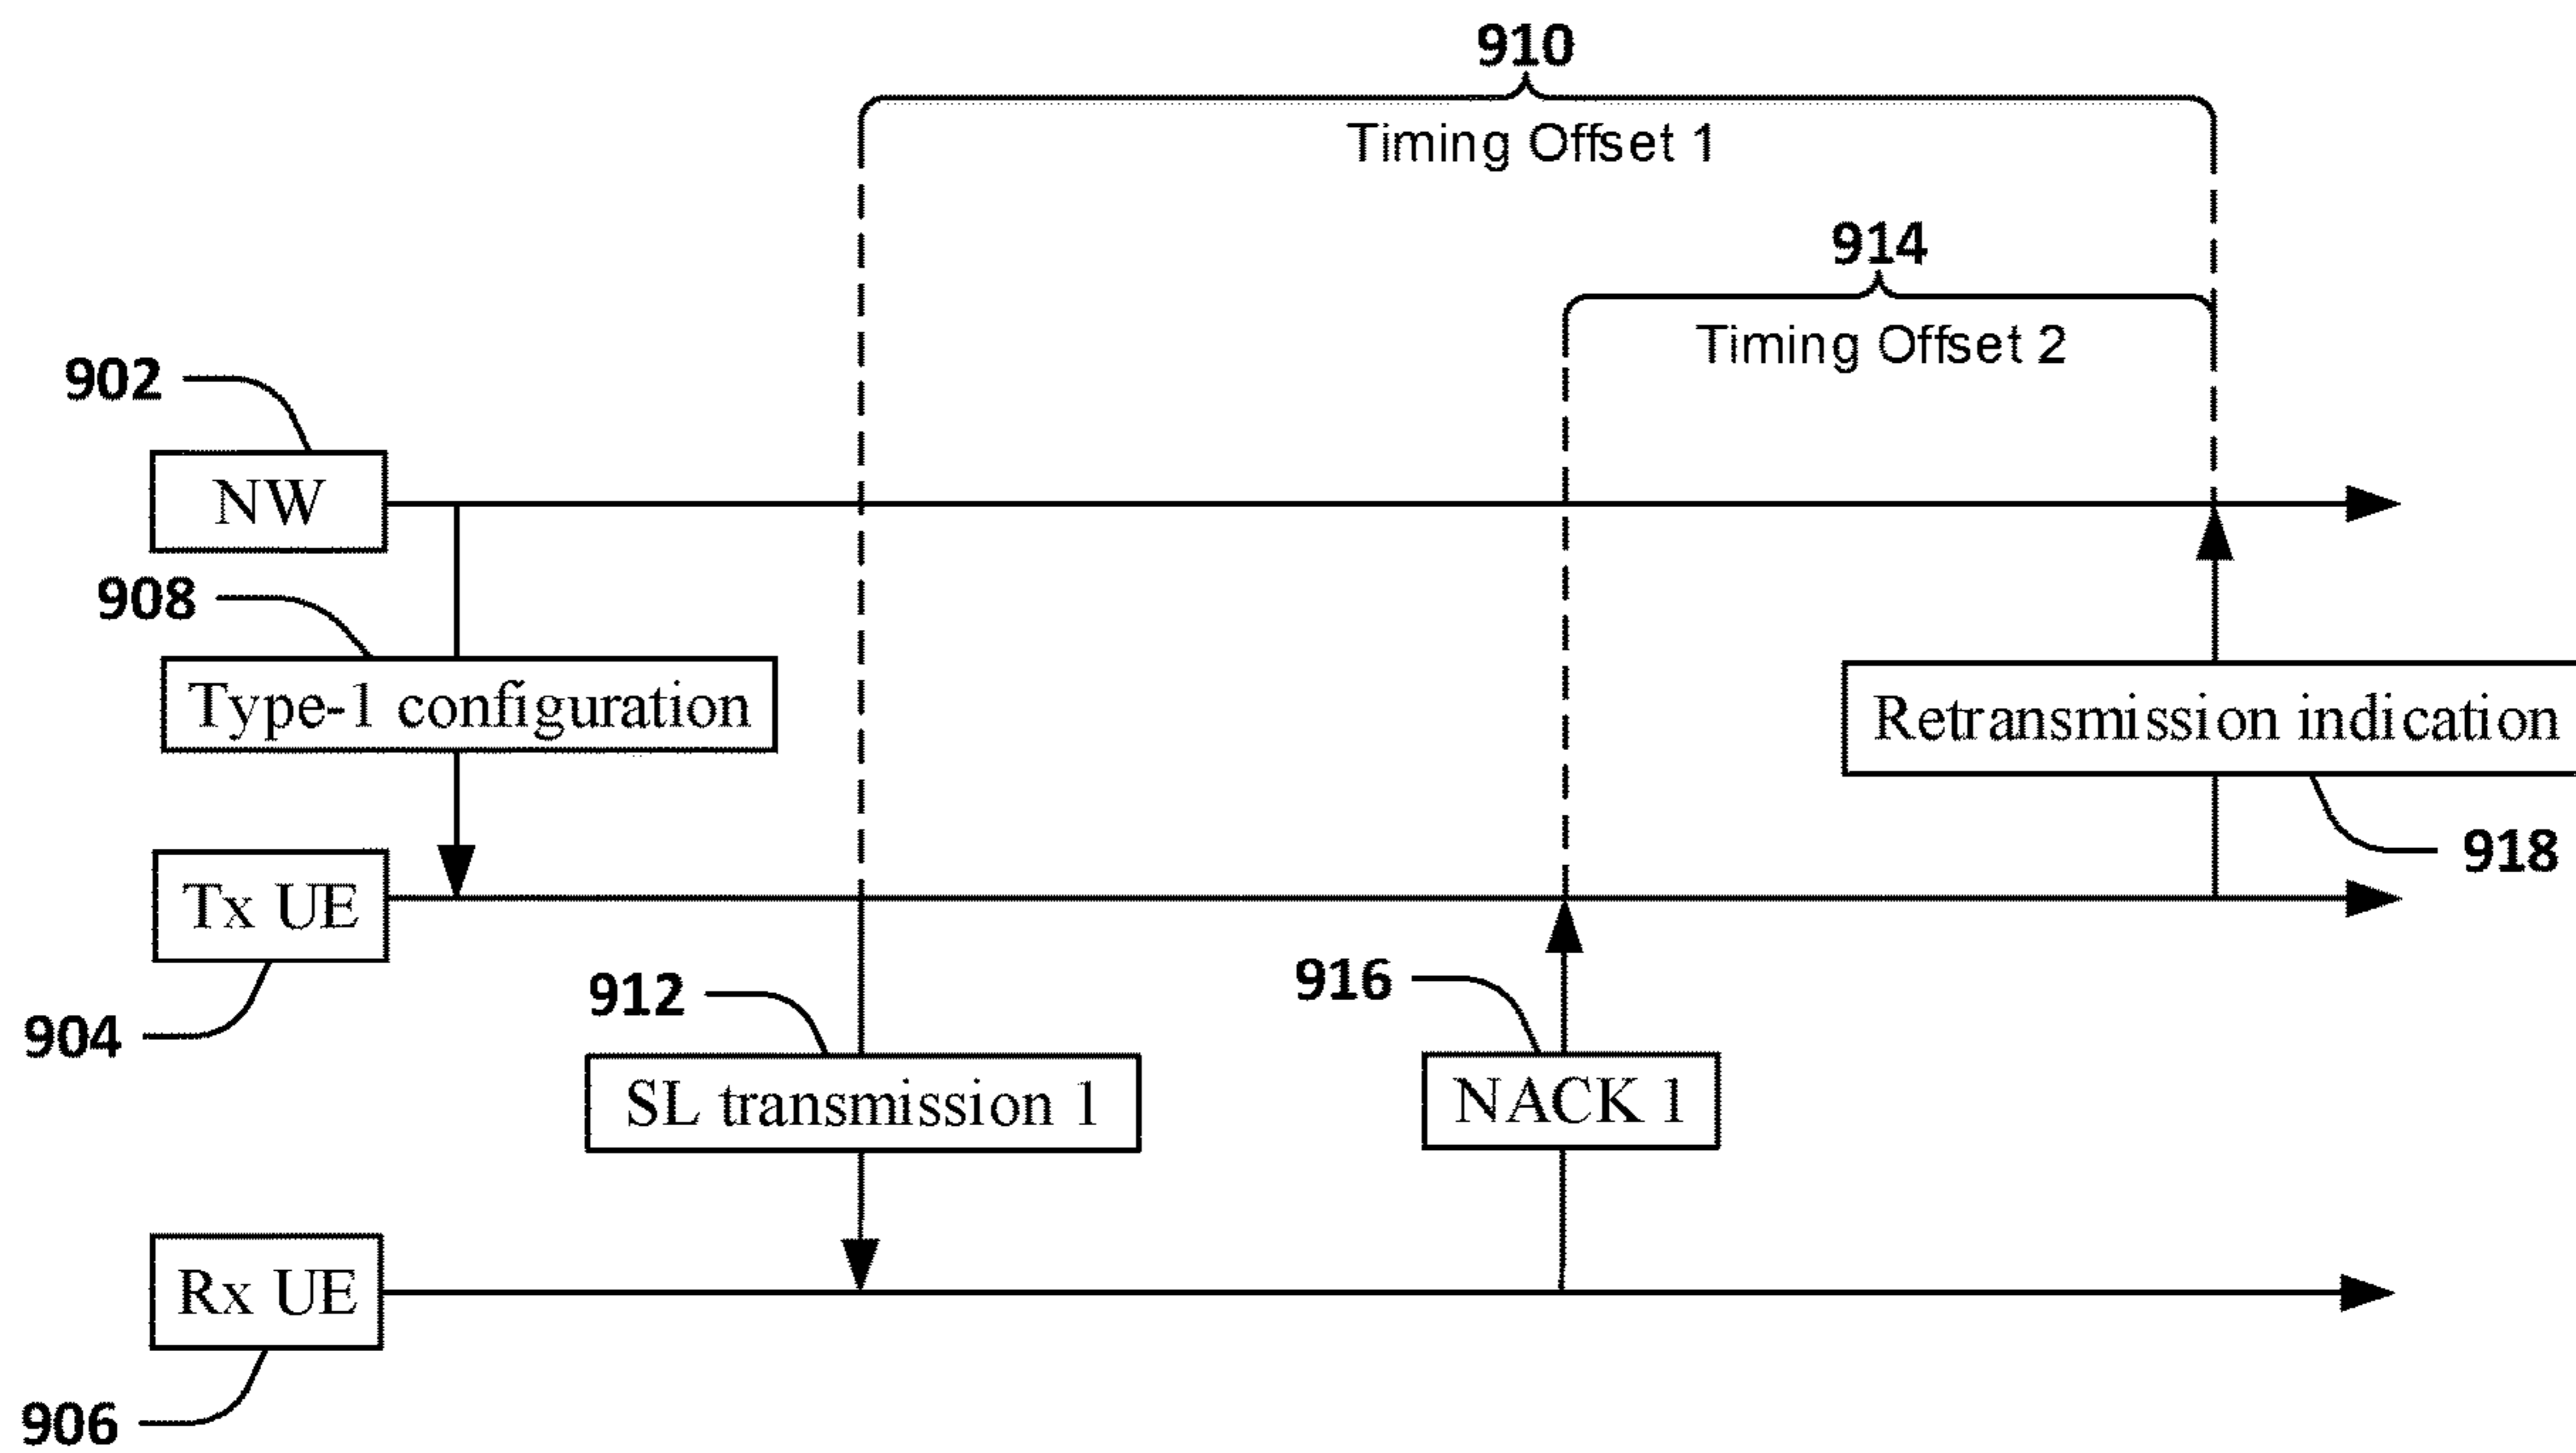 910
Timing Offset 1
914
Timing Offset 2
902
NW
908
Type-1 configuration
Retransmission indication
918
Tx UE
904
912
SL transmission 1
916
NACK 1
Rx UE
906